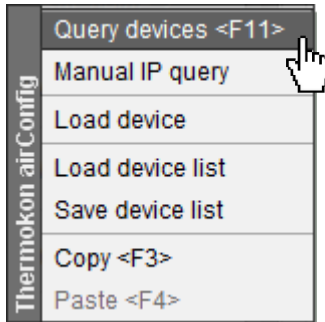 Thermokon airConfig
Query devices <F11>
Manual IP query
Load device
Load device list
Save device list
Copy <F3>
Paste <F4>